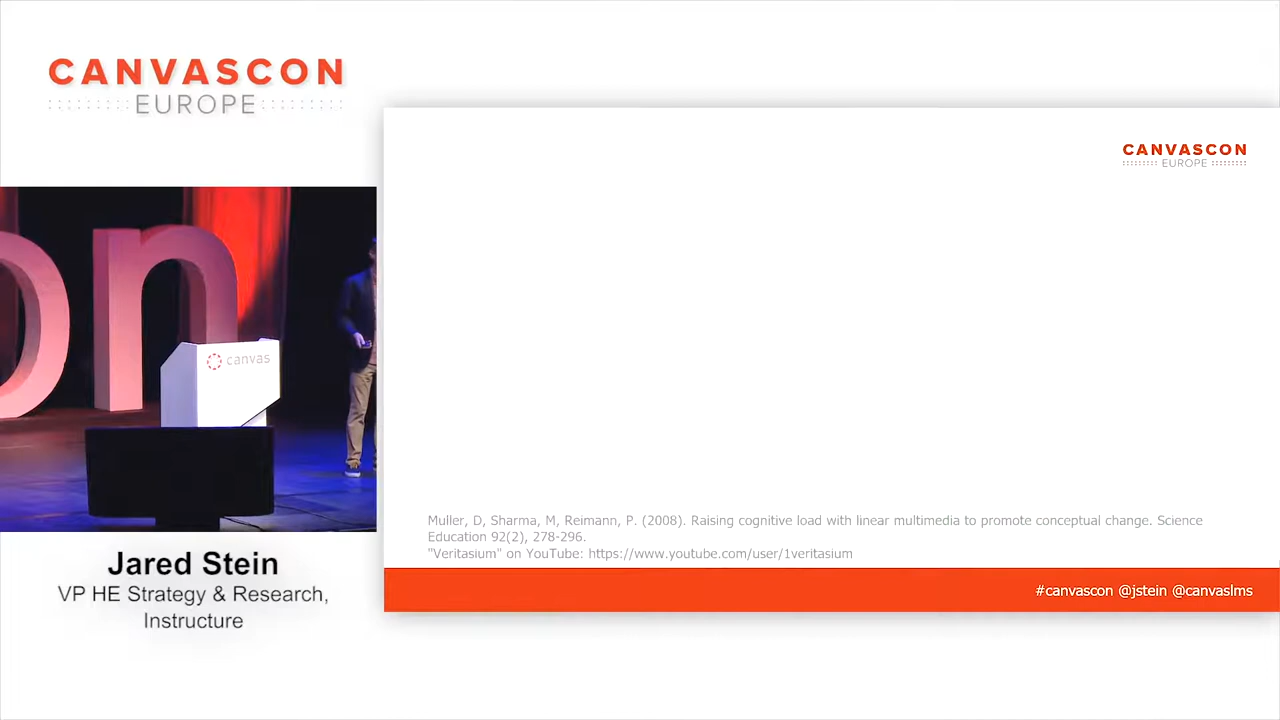 CANVASCON
EUROPE
on
canvas
Jared Stein
VP HE Strategy & Research,
Instructure
CANVASCON
EUROPE
Muller, D, Sharma, M, Reimann, P. (2008). Raising cognitive load with linear multimedia to promote conceptual change. Science
Education 92(2), 278-296.
"Veritasium" on YouTube: https://www.youtube.com/user/1veritasium
#canvascon @jstein @canvaslms